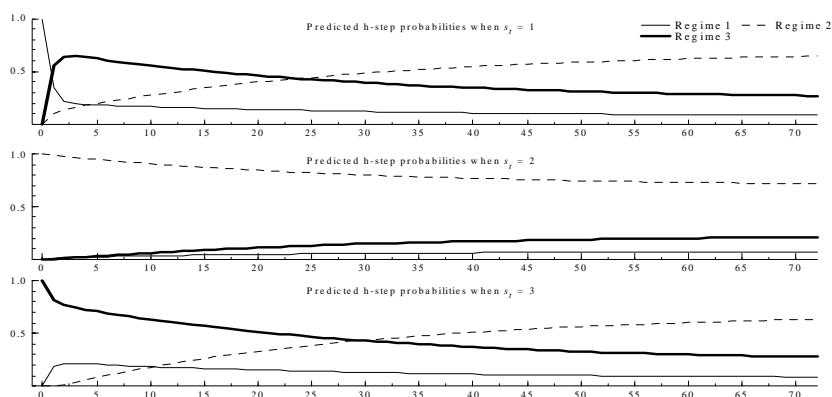 1.0
Predicted h-step probabilities when sₜ = 1
Regime 1 Regime 2
Regime 3
0.5
0 5 10 15 20 25 30 35 40 45 50 55 60 65 70
1.0
Predicted h-step probabilities when sₜ = 2
0.5
0 5 10 15 20 25 30 35 40 45 50 55 60 65 70
1.0
Predicted h-step probabilities when sₜ = 3
0.5
0 5 10 15 20 25 30 35 40 45 50 55 60 65 70